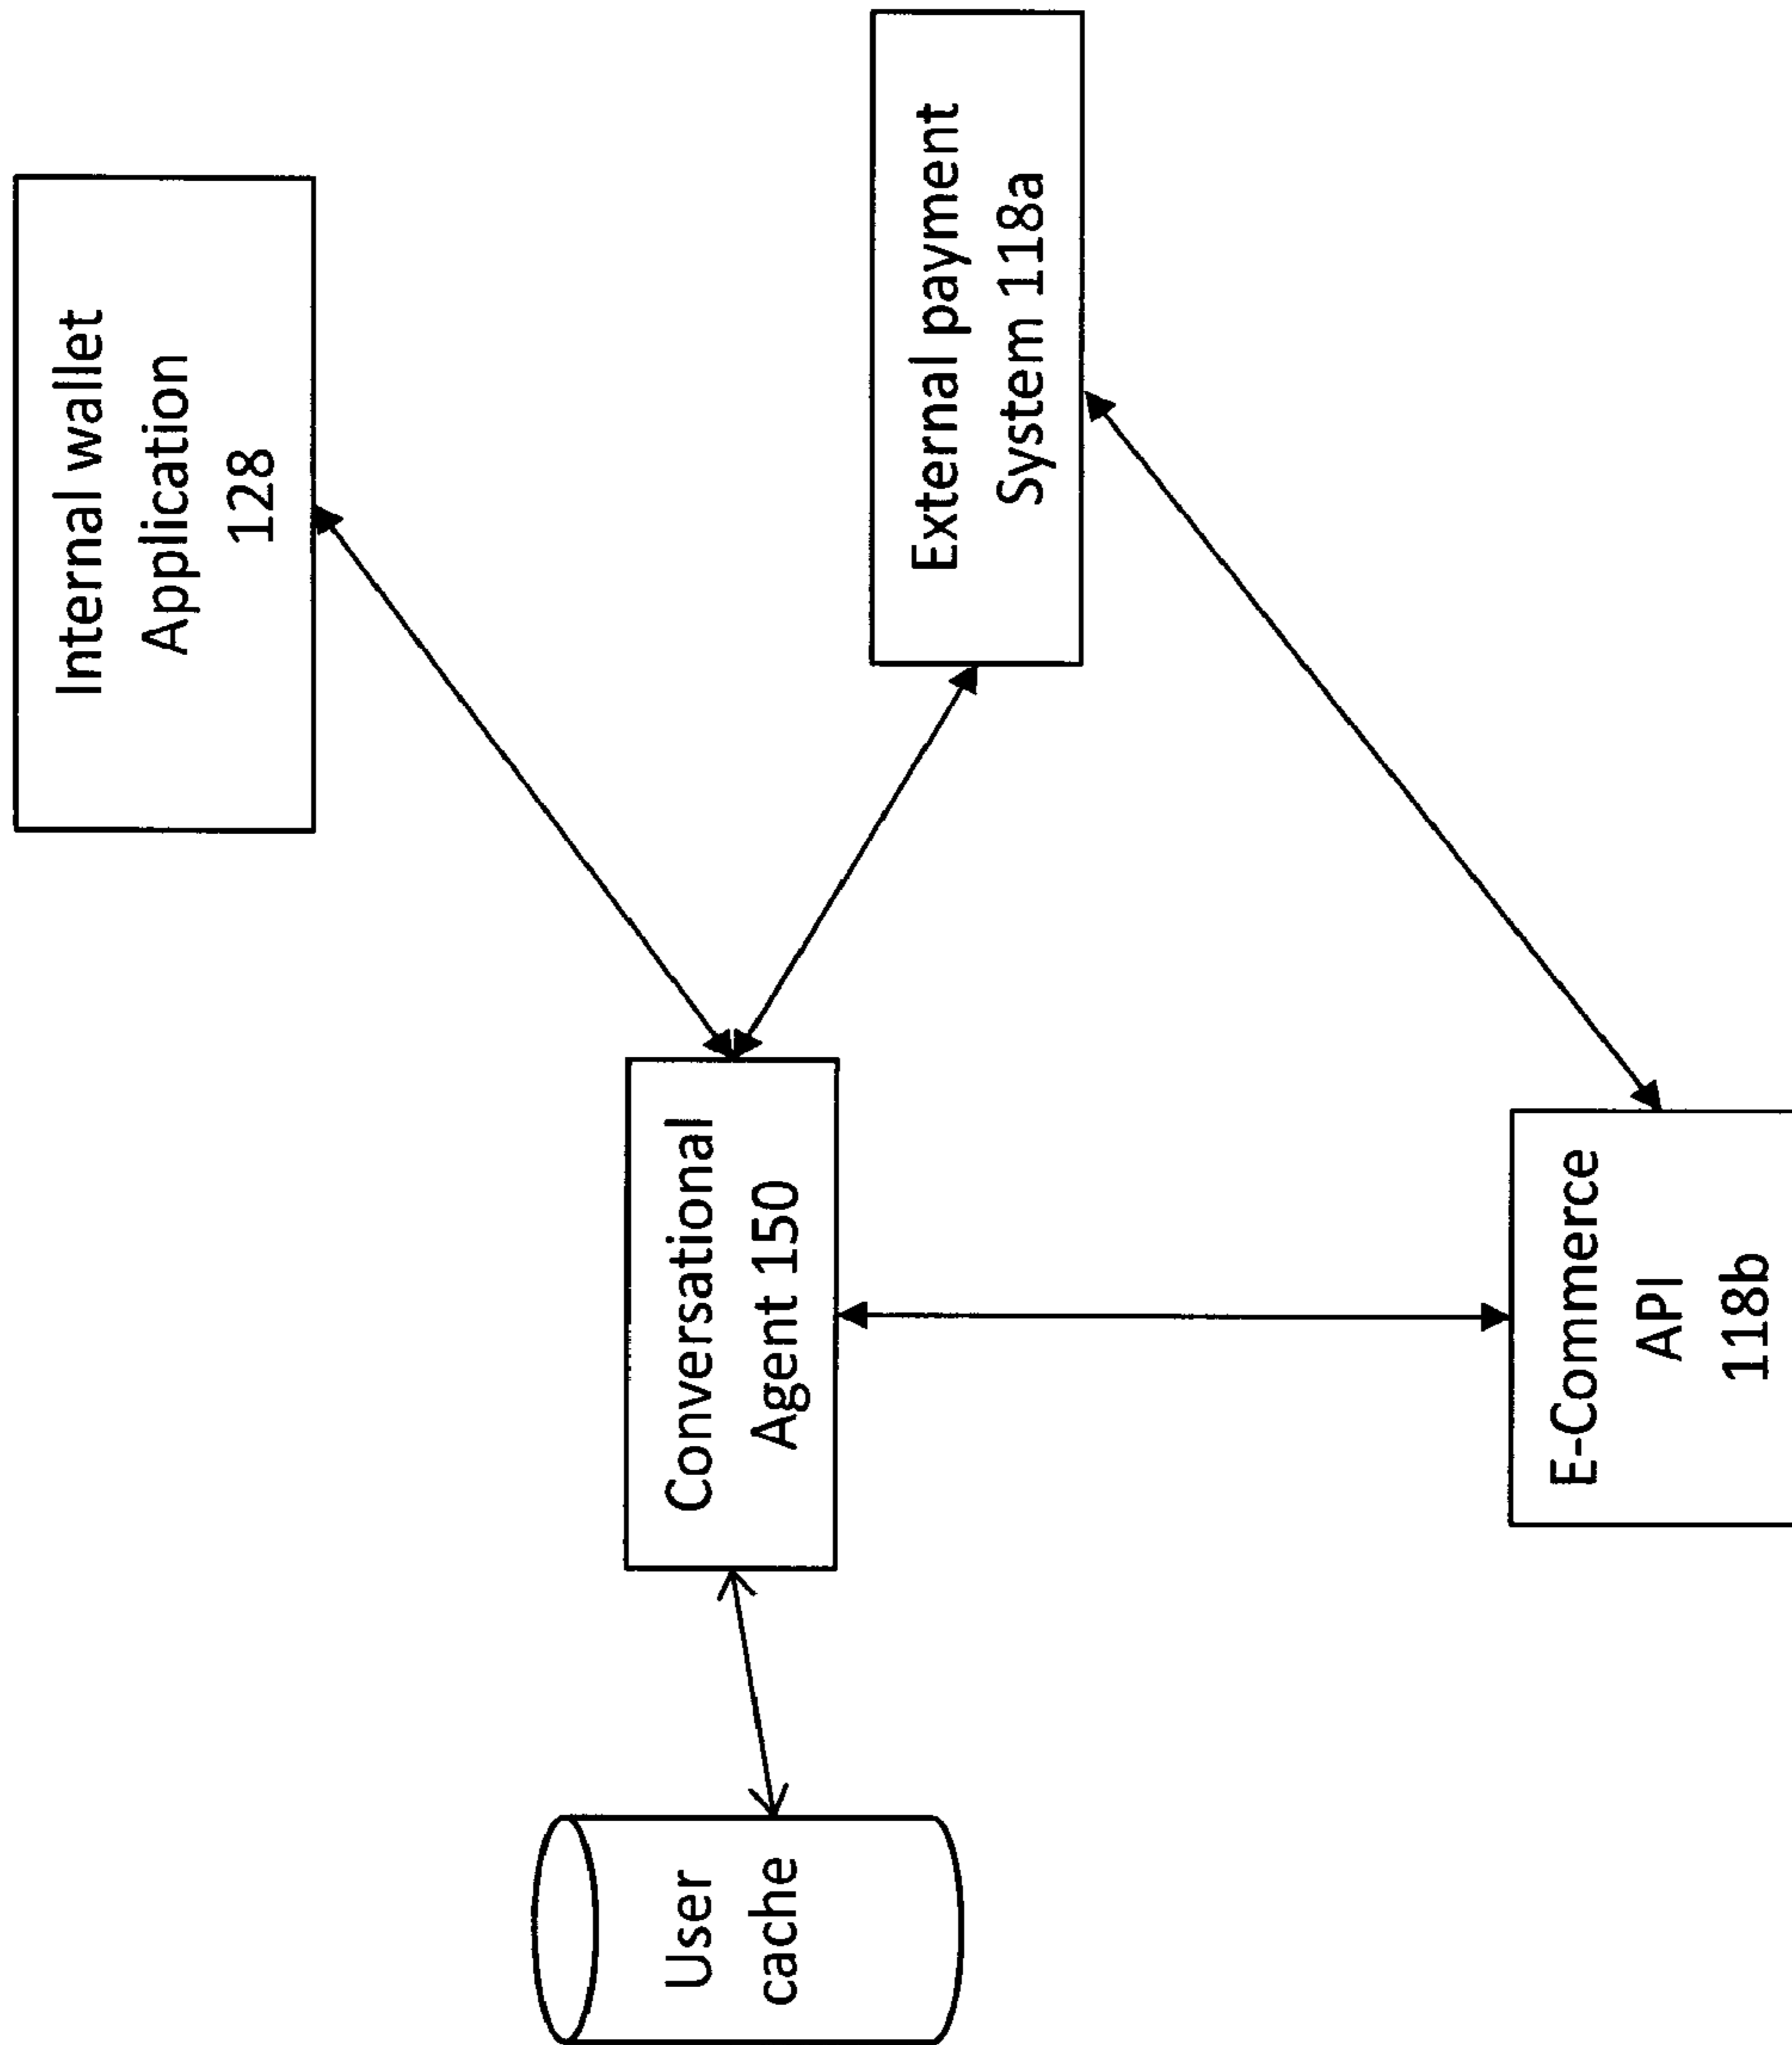 Internal wallet
Application
128
External payment
System 118a
Conversational
Agent 150
E-Commerce
API
118b
User
cache